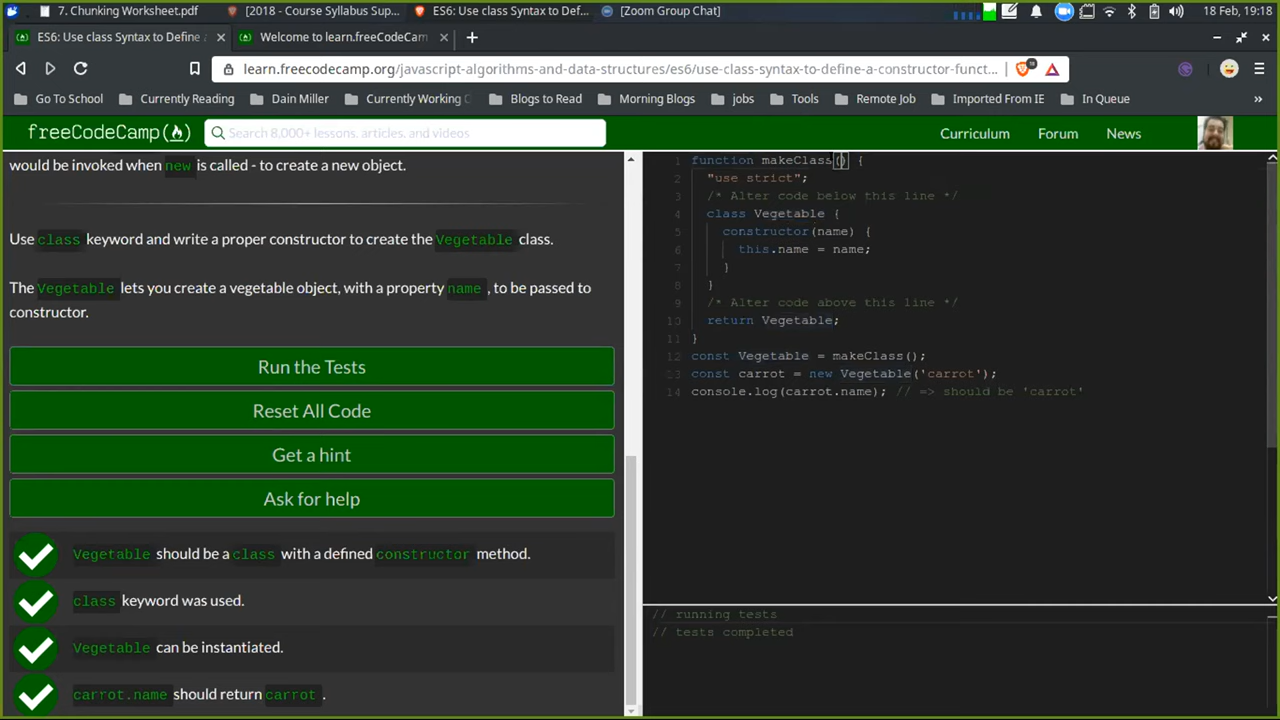 7. Chunking Worksheet.pdf
[2018 - Course Syllabus Sup...
ES6: Use class Syntax to Def...
[Zoom Group Chat]
18 Feb, 19:18
ES6: Use class Syntax to Define
Welcome to learn.freeCodeCam
learn.freecodecamp.org/javascript-algorithms-and-data-structures/es6/use-class-syntax-to-define-a-constructor-funct...
18
Go To School
Currently Reading
Dain Miller
Currently Working
Blogs to Read
Morning Blogs
jobs
Tools
Remote Job
Imported From IE
In Queue
»
freeCodeCamp
Search 8,000+ lessons, articles, and videos
Curriculum
Forum
News
would be invoked when new is called - to create a new object.
Use class keyword and write a proper constructor to create the Vegetable class.
The Vegetable lets you create a vegetable object, with a property name , to be passed to
constructor.
Run the Tests
Reset All Code
Get a hint
Ask for help
Vegetable should be a class with a defined constructor method.
class keyword was used.
Vegetable can be instantiated.
carrot.name should return carrot .
1 function makeClass() {
2 "use strict";
3 /* Alter code below this line */
4 class Vegetable {
5 constructor(name) {
6 this.name = name;
7 }
8 }
9 /* Alter code above this line */
10 return Vegetable;
11 }
12 const Vegetable = makeClass();
13 const carrot = new Vegetable('carrot');
14 console.log(carrot.name); // => should be 'carrot'
// running tests
// tests completed